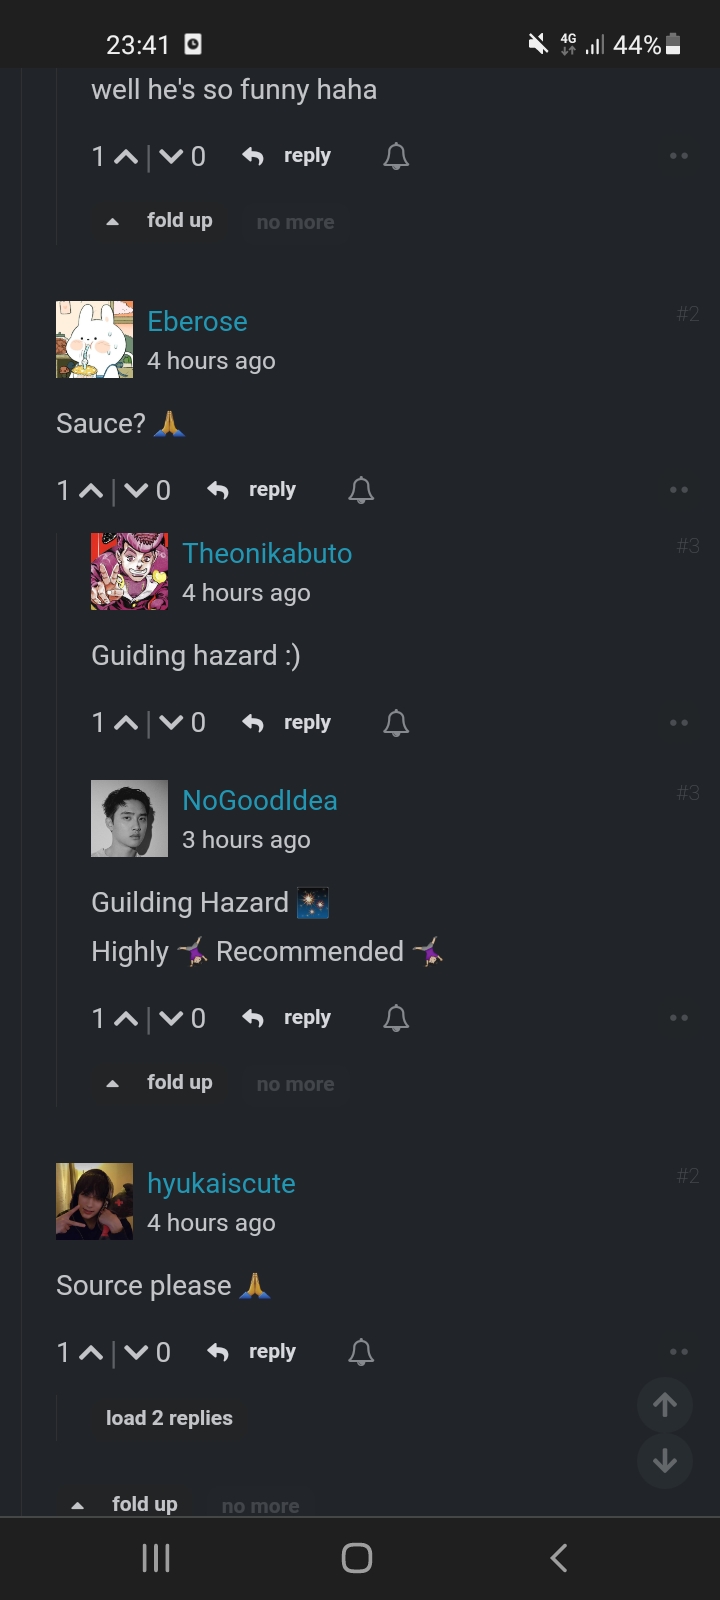 23:41 4G 44%
well he's so funny haha
1 | 0 reply
fold up no more
Eberose #2
4 hours ago
Sauce? 🙏
1 | 0 reply
Theonikabuto #3
4 hours ago
Guiding hazard :)
1 | 0 reply
NoGoodIdea #3
3 hours ago
Guilding Hazard 🎆
Highly 🤸‍♀️ Recommended 🤸‍♀️
1 | 0 reply
fold up no more
hyukaiscute #2
4 hours ago
Source please 🙏
1 | 0 reply
load 2 replies
fold up no more